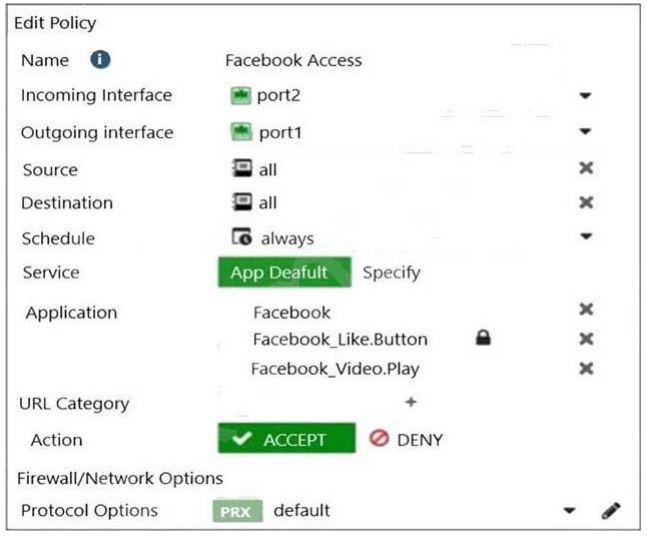 Edit Policy
Name i Facebook Access
Incoming Interface port2
Outgoing interface port1
Source all
Destination all
Schedule always
Service App Deafult Specify
Application Facebook
Facebook_Like.Button
Facebook_Video.Play
URL Category +
Action ACCEPT DENY
Firewall/Network Options
Protocol Options PRX default